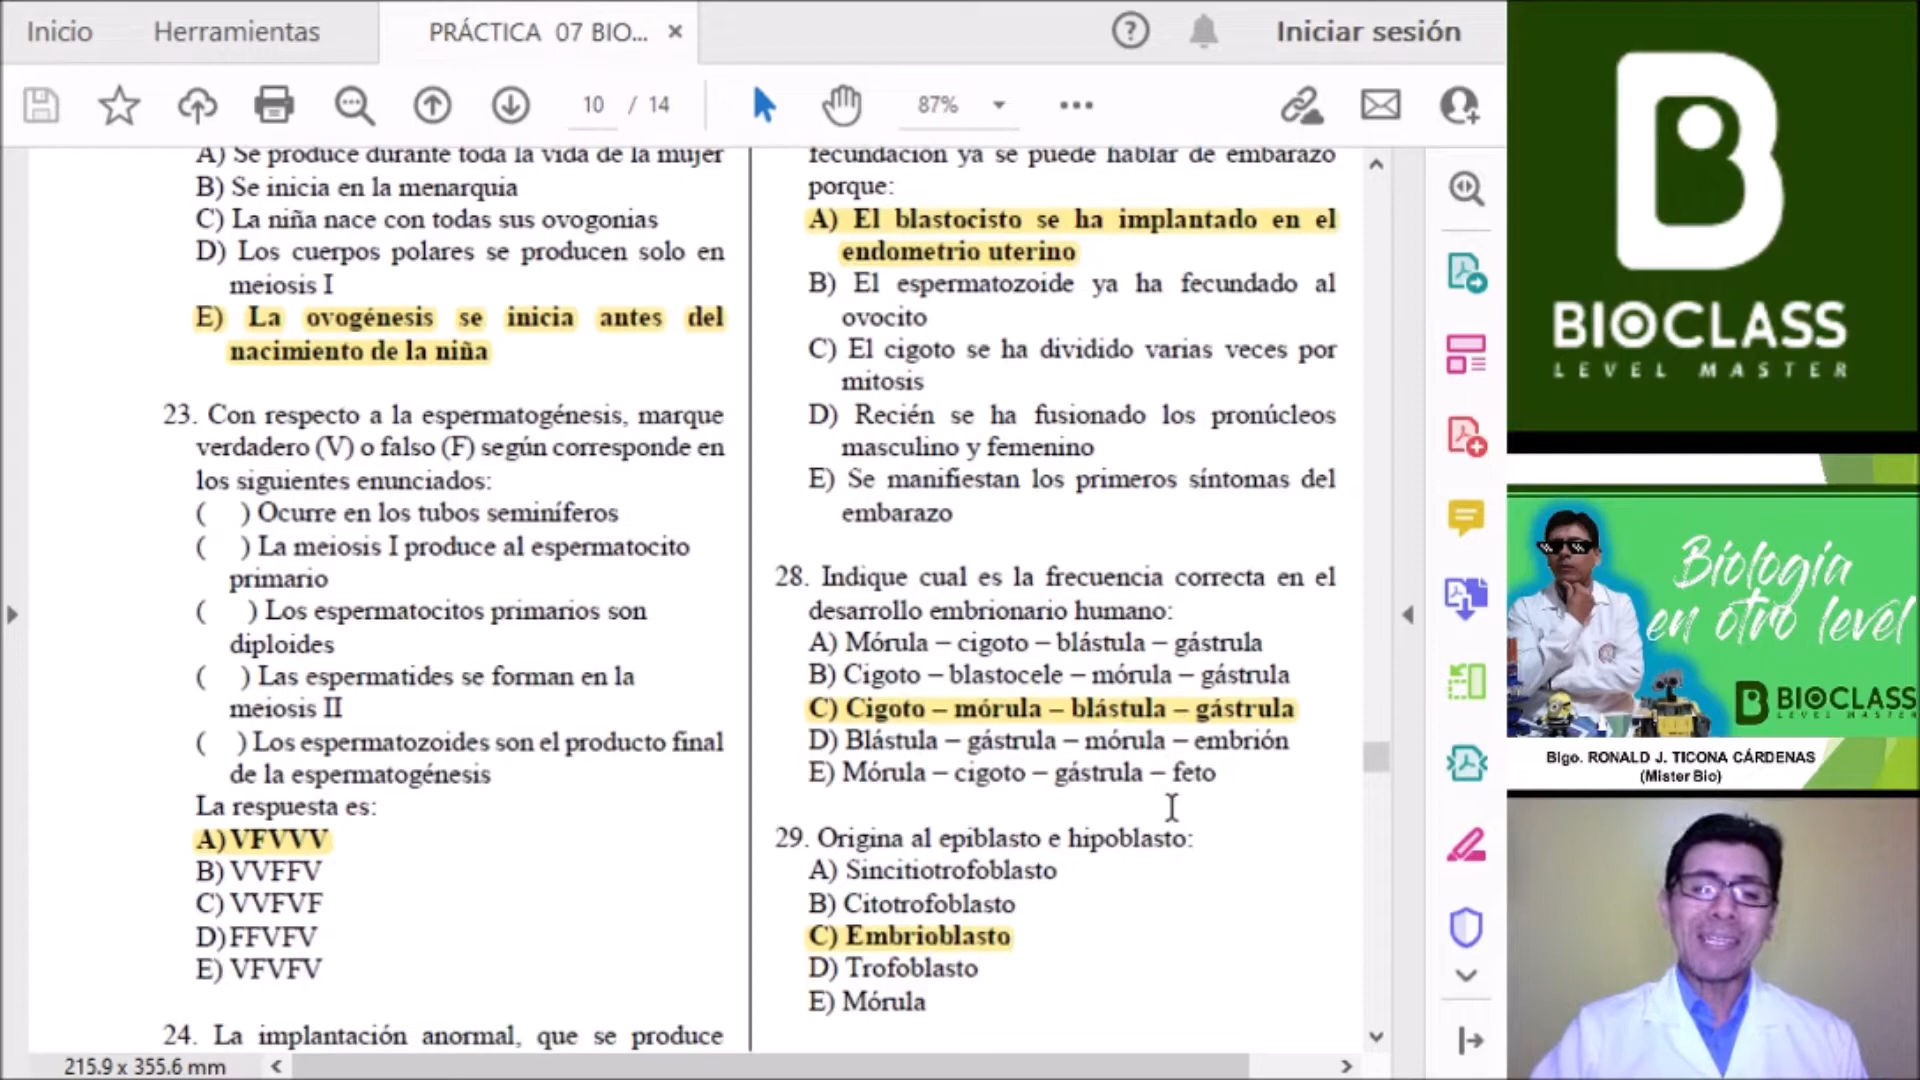 Inicio
Herramientas
PRÁCTICA 07 BIO...
Iniciar sesión
10 / 14
87%
A) Se produce durante toda la vida de la mujer
B) Se inicia en la menarquia
C) La niña nace con todas sus ovogonias
D) Los cuerpos polares se producen solo en
meiosis I
E) La ovogénesis se inicia antes del
nacimiento de la niña
23. Con respecto a la espermatogénesis, marque
verdadero (V) o falso (F) según corresponde en
los siguientes enunciados:
( ) Ocurre en los tubos seminíferos
( ) La meiosis I produce al espermatocito
primario
( ) Los espermatocitos primarios son
diploides
( ) Las espermatides se forman en la
meiosis II
( ) Los espermatozoides son el producto final
de la espermatogénesis
La respuesta es:
A) VFVVV
B) VVFFV
C) VVFVF
D) FFVFV
E) VFVFV
24. La implantación anormal, que se produce
fecundación ya se puede hablar de embarazo
porque:
A) El blastocisto se ha implantado en el
endometrio uterino
B) El espermatozoide ya ha fecundado al
ovocito
C) El cigoto se ha dividido varias veces por
mitosis
D) Recién se ha fusionado los pronúcleos
masculino y femenino
E) Se manifiestan los primeros síntomas del
embarazo
28. Indique cual es la frecuencia correcta en el
desarrollo embrionario humano:
A) Mórula – cigoto – blástula – gástrula
B) Cigoto – blastocele – mórula – gástrula
C) Cigoto – mórula – blástula – gástrula
D) Blástula – gástrula – mórula – embrión
E) Mórula – cigoto – gástrula – feto
29. Origina al epiblasto e hipoblasto:
A) Sincitiotrofoblasto
B) Citotrofoblasto
C) Embrioblasto
D) Trofoblasto
E) Mórula
215.9 x 355.6 mm
BIOCLASS
LEVEL MASTER
Biología
en otro level
BIOCLASS
LEVEL MASTER
Blgo. RONALD J. TICONA CÁRDENAS
(Mister Bio)